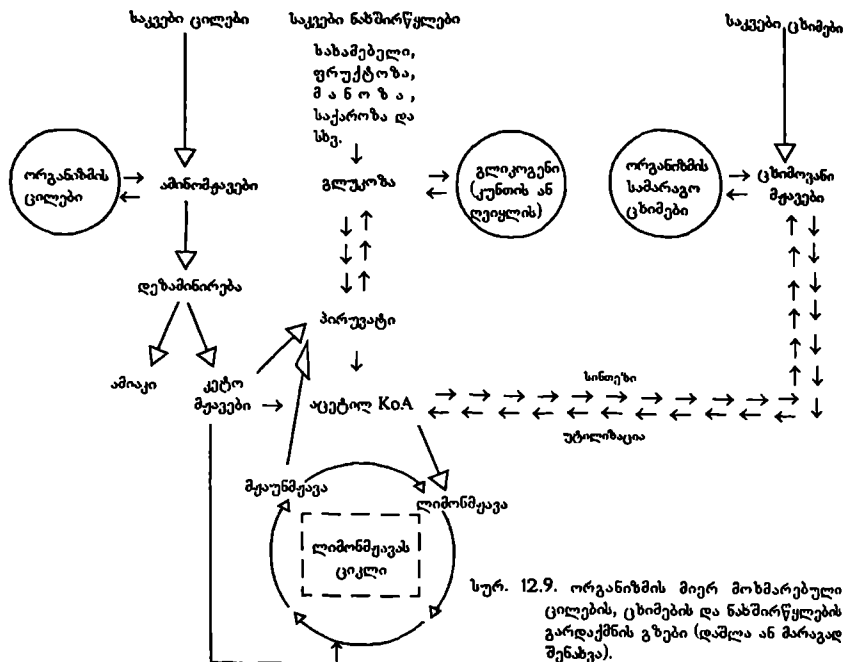 საკვები ცილები
საკვები ნახშირწყლები
საკვები ცხიმები
სახამებელი,
ფრუქტოზა,
მანოზა,
საქაროზა და
სხვ.
ორგანიზმის
ცილები
ამინომჟავები
გლუკოზა
გლიკოგენი
(კუნთის ან
ღვიძლის)
ორგანიზმის
სამარაგო
ცხიმები
ცხიმოვანი
მჟავები
დეზამინირება
პირუვატი
ამიაკი
კეტო
მჟავები
აცეტილ KoA
სინთეზი
უტილიზაცია
მჟაუნმჟავა
ლიმონმჟავა
ლიმონმჟავას
ციკლი
სურ. 12.9. ორგანიზმის მიერ მოხმარებული
ცილების, ცხიმების და ნახშირწყლების
გარდაქმნის გზები (დაშლა ან მარაგად
შენახვა).